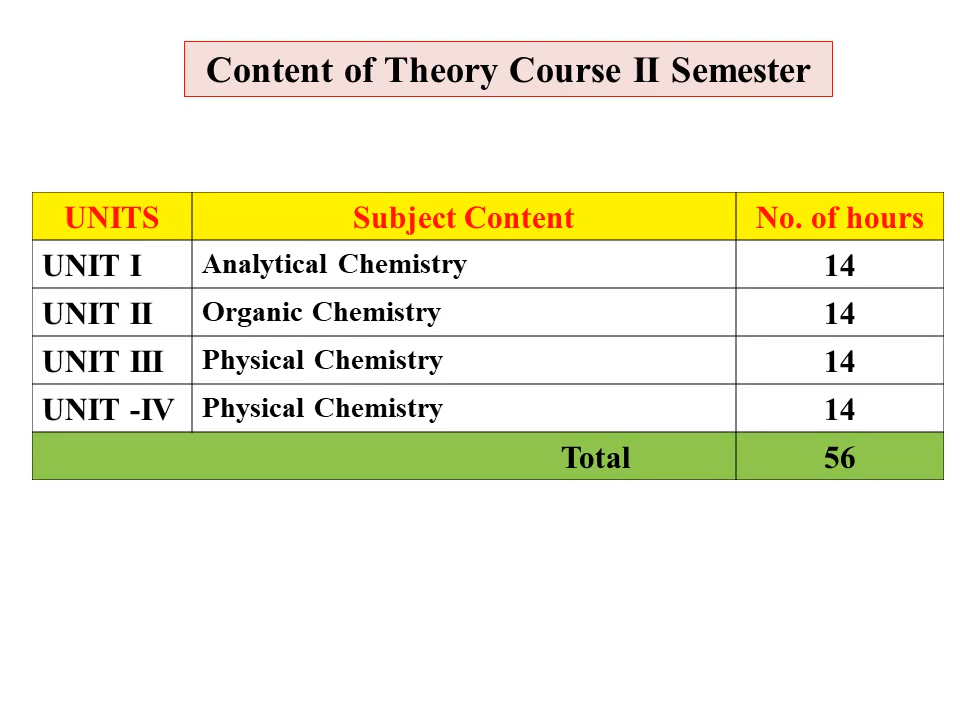 Content of Theory Course II Semester
UNITS Subject Content No. of hours
UNIT I Analytical Chemistry 14
UNIT II Organic Chemistry 14
UNIT III Physical Chemistry 14
UNIT -IV Physical Chemistry 14
Total 56